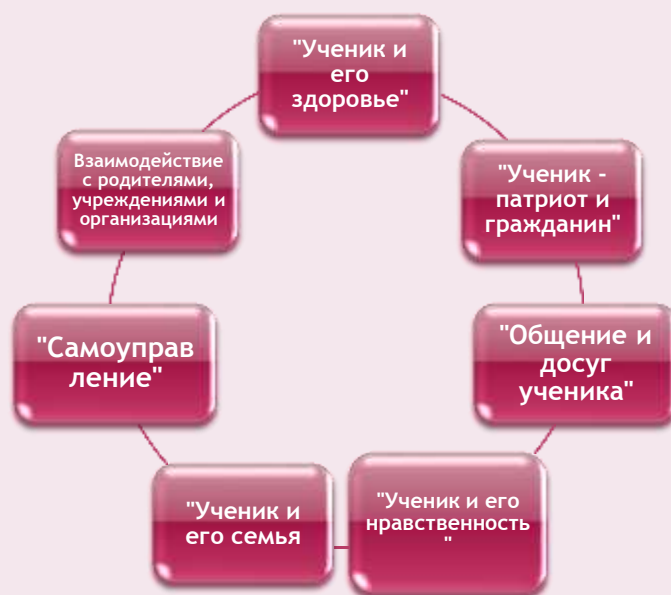 "Ученик и
его
здоровье"
"Ученик -
патриот и
гражданин"
"Общение и
досуг
ученика"
"Ученик и его
нравственность
"
"Ученик и
его семья
"Самоуправ
ление"
Взаимодействие
с родителями,
учреждениями и
организациями